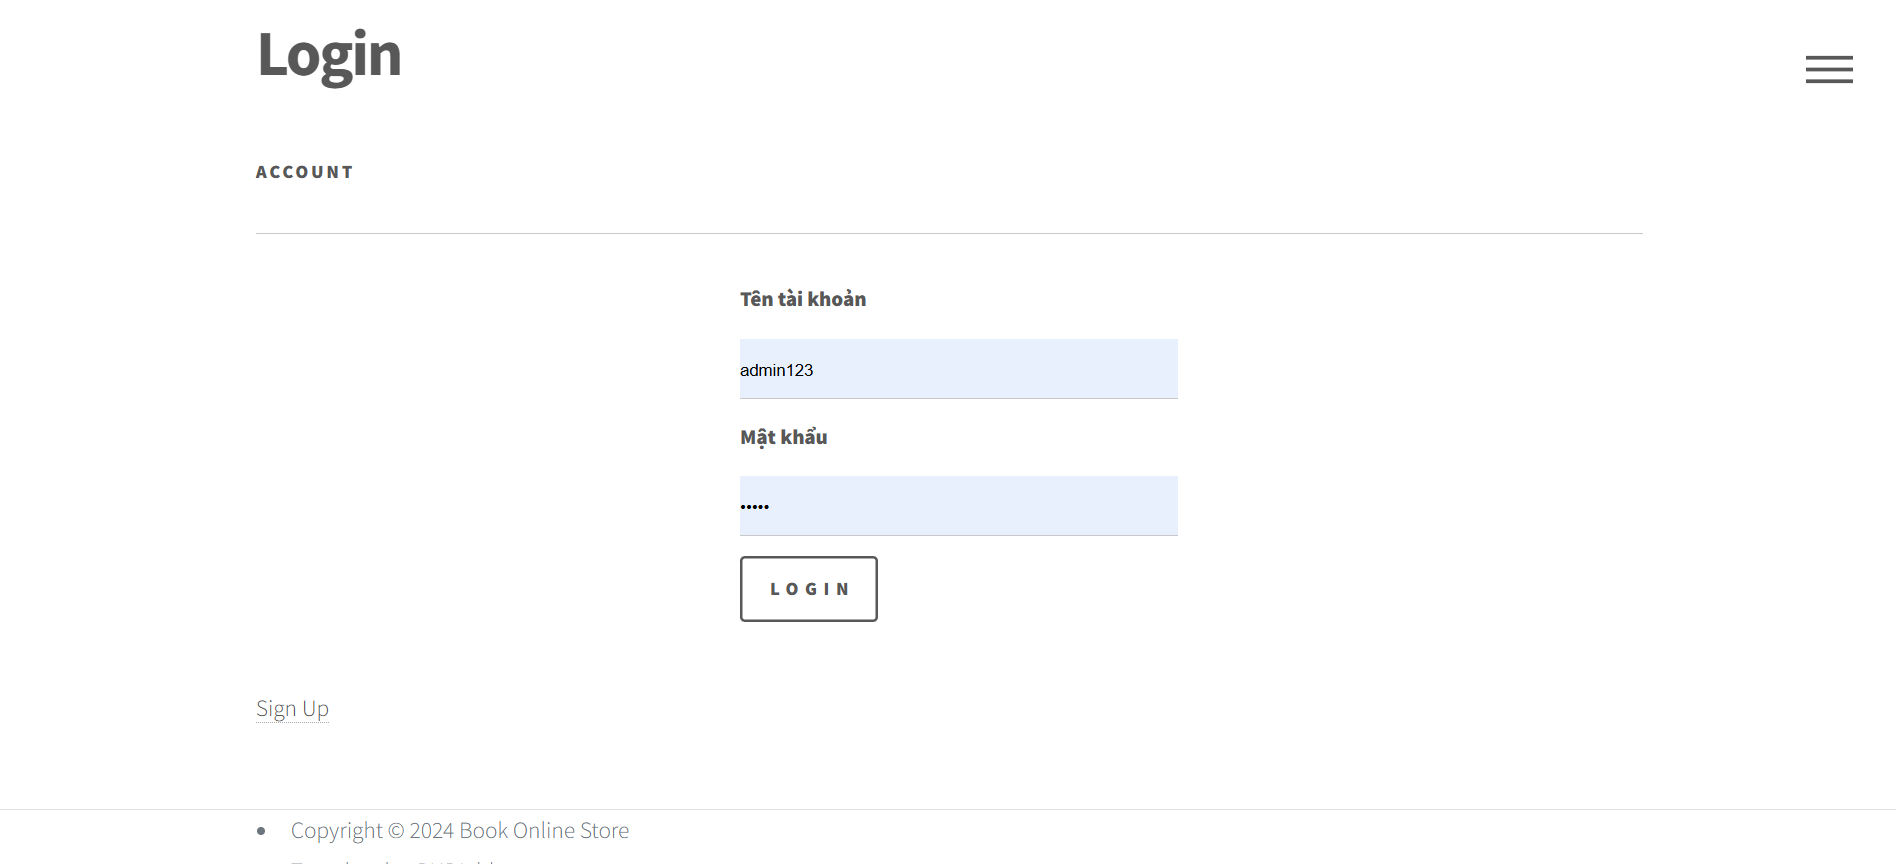 Login
ACCOUNT
Tên tài khoản
admin123
Mật khẩu
•••••
LOGIN
Sign Up
Copyright © 2024 Book Online Store